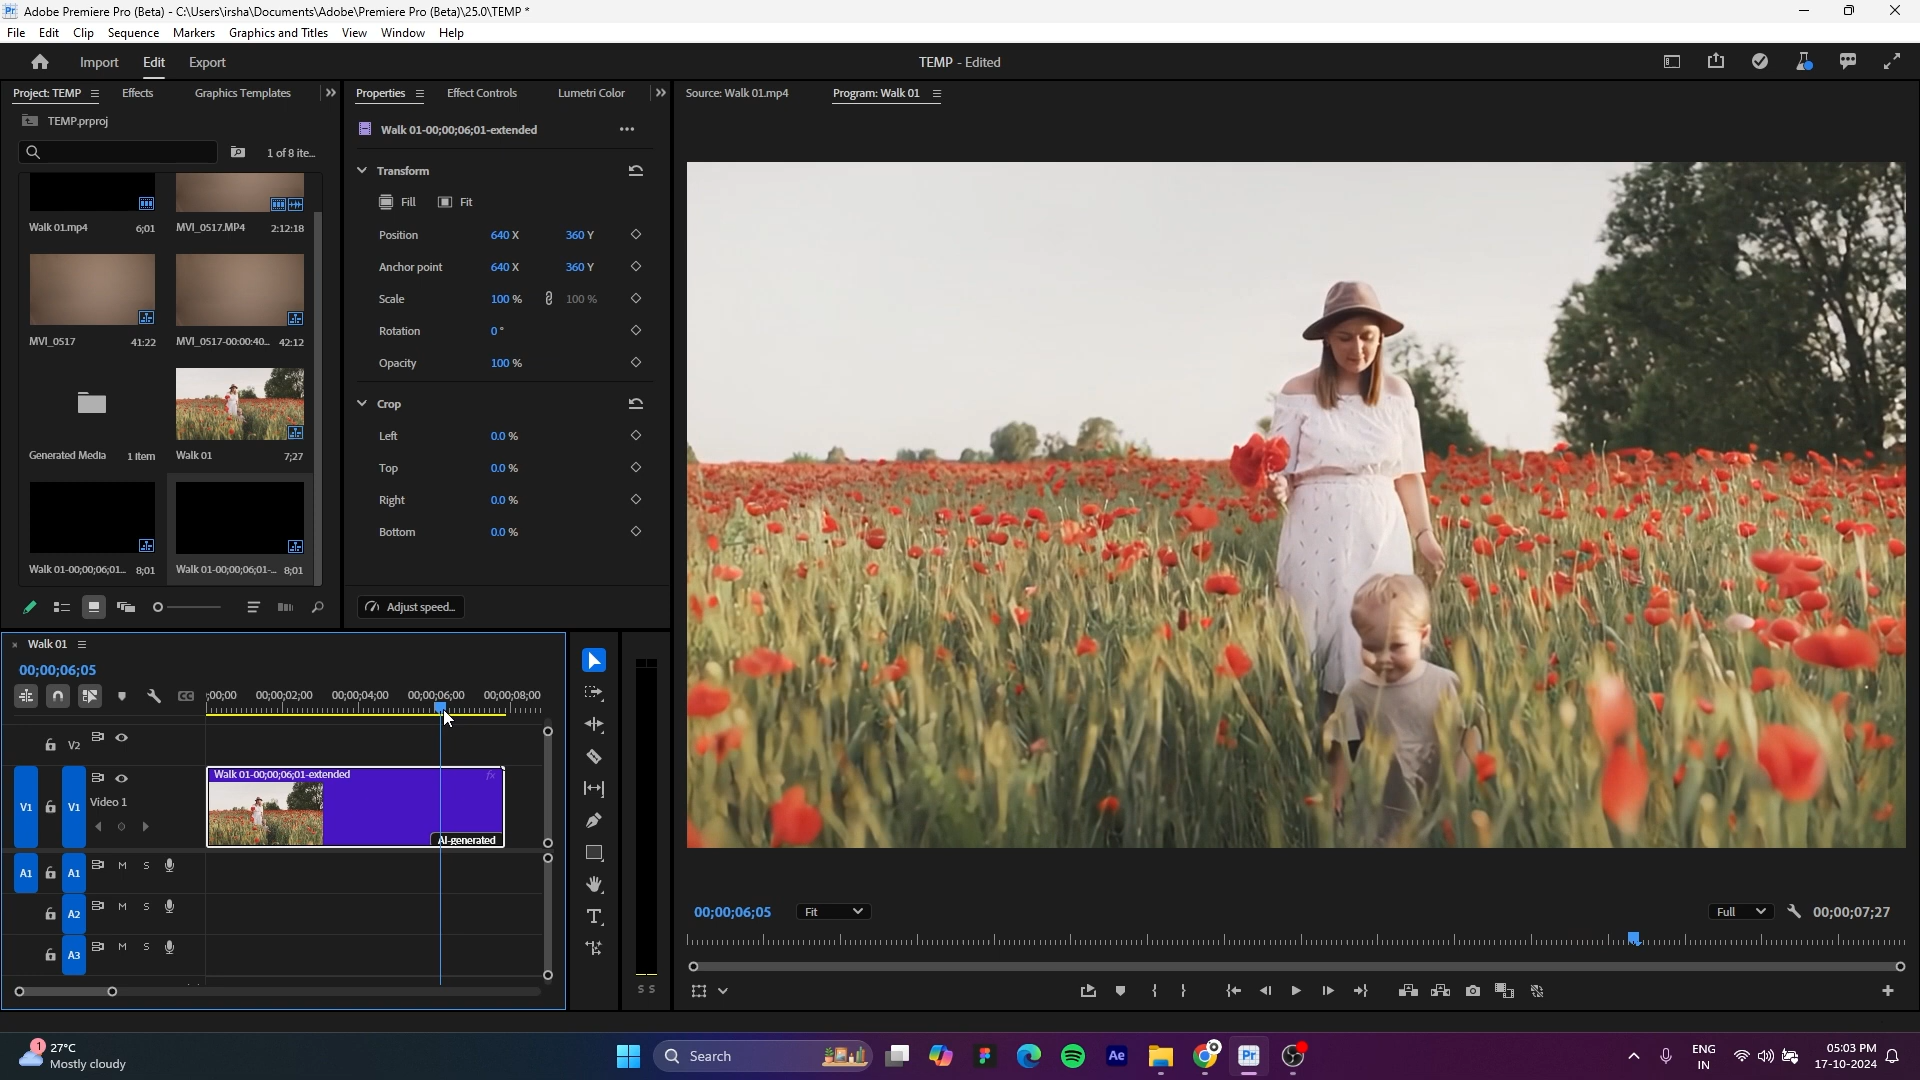 Pr Adobe Premiere Pro (Beta) - C:\Users\irsha\Documents\Adobe\Premiere Pro (Beta)\25.0\TEMP *
File Edit Clip Sequence Markers Graphics and Titles View Window Help
Import Edit Export TEMP - Edited
Project: TEMP Effects Graphics Templates
TEMP.prproj
1 of 8 ite...
Walk 01.mp4 6;01 MVI_0517.MP4 2:12:18
MVI_0517 41:22 MVI_0517-00:00:40... 42:12
Generated Media 1 Item Walk 01 7;27
Walk 01-00;00;06;01... 8;01 Walk 01-00;00;06;01-... 8;01
Properties Effect Controls Lumetri Color
Walk 01-00;00;06;01-extended
Transform
Fill Fit
Position 640 X 360 Y
Anchor point 640 X 360 Y
Scale 100 % 100 %
Rotation 0 °
Opacity 100 %
Crop
Left 0.0 %
Top 0.0 %
Right 0.0 %
Bottom 0.0 %
Adjust speed...
Source: Walk 01.mp4 Program: Walk 01
00;00;06;05 Fit Full 00;00;07;27
× Walk 01
00;00;06;05
CC ;00;00 00;00;02;00 00;00;04;00 00;00;06;00 00;00;08;00
V2
Walk 01-00;00;06;01-extended fx
V1 V1 Video 1
AI-generated
A1 A1 M S
A2 M S
A3 M S
S S
1 27°C
Mostly cloudy
Search
Ae Pr
ENG
IN
05:03 PM
17-10-2024